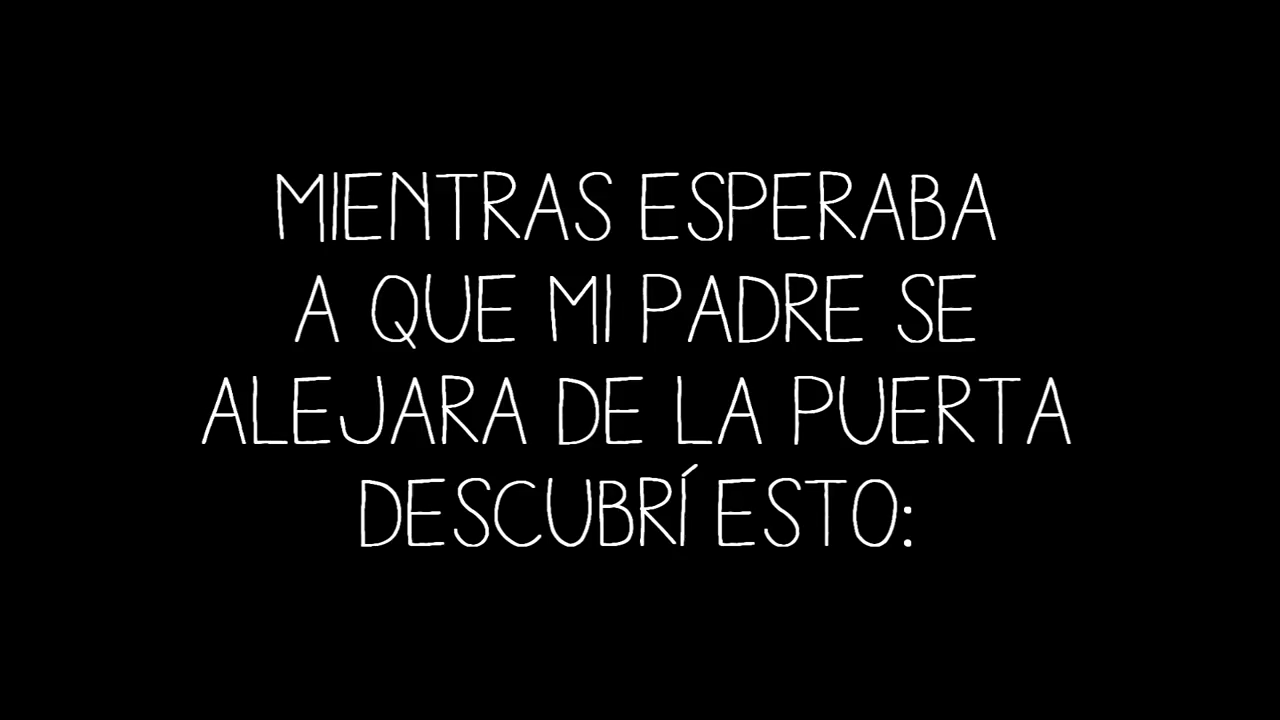 MIENTRAS ESPERABA
A QUE MI PADRE SE
ALEJARA DE LA PUERTA
DESCUBRÍ ESTO: